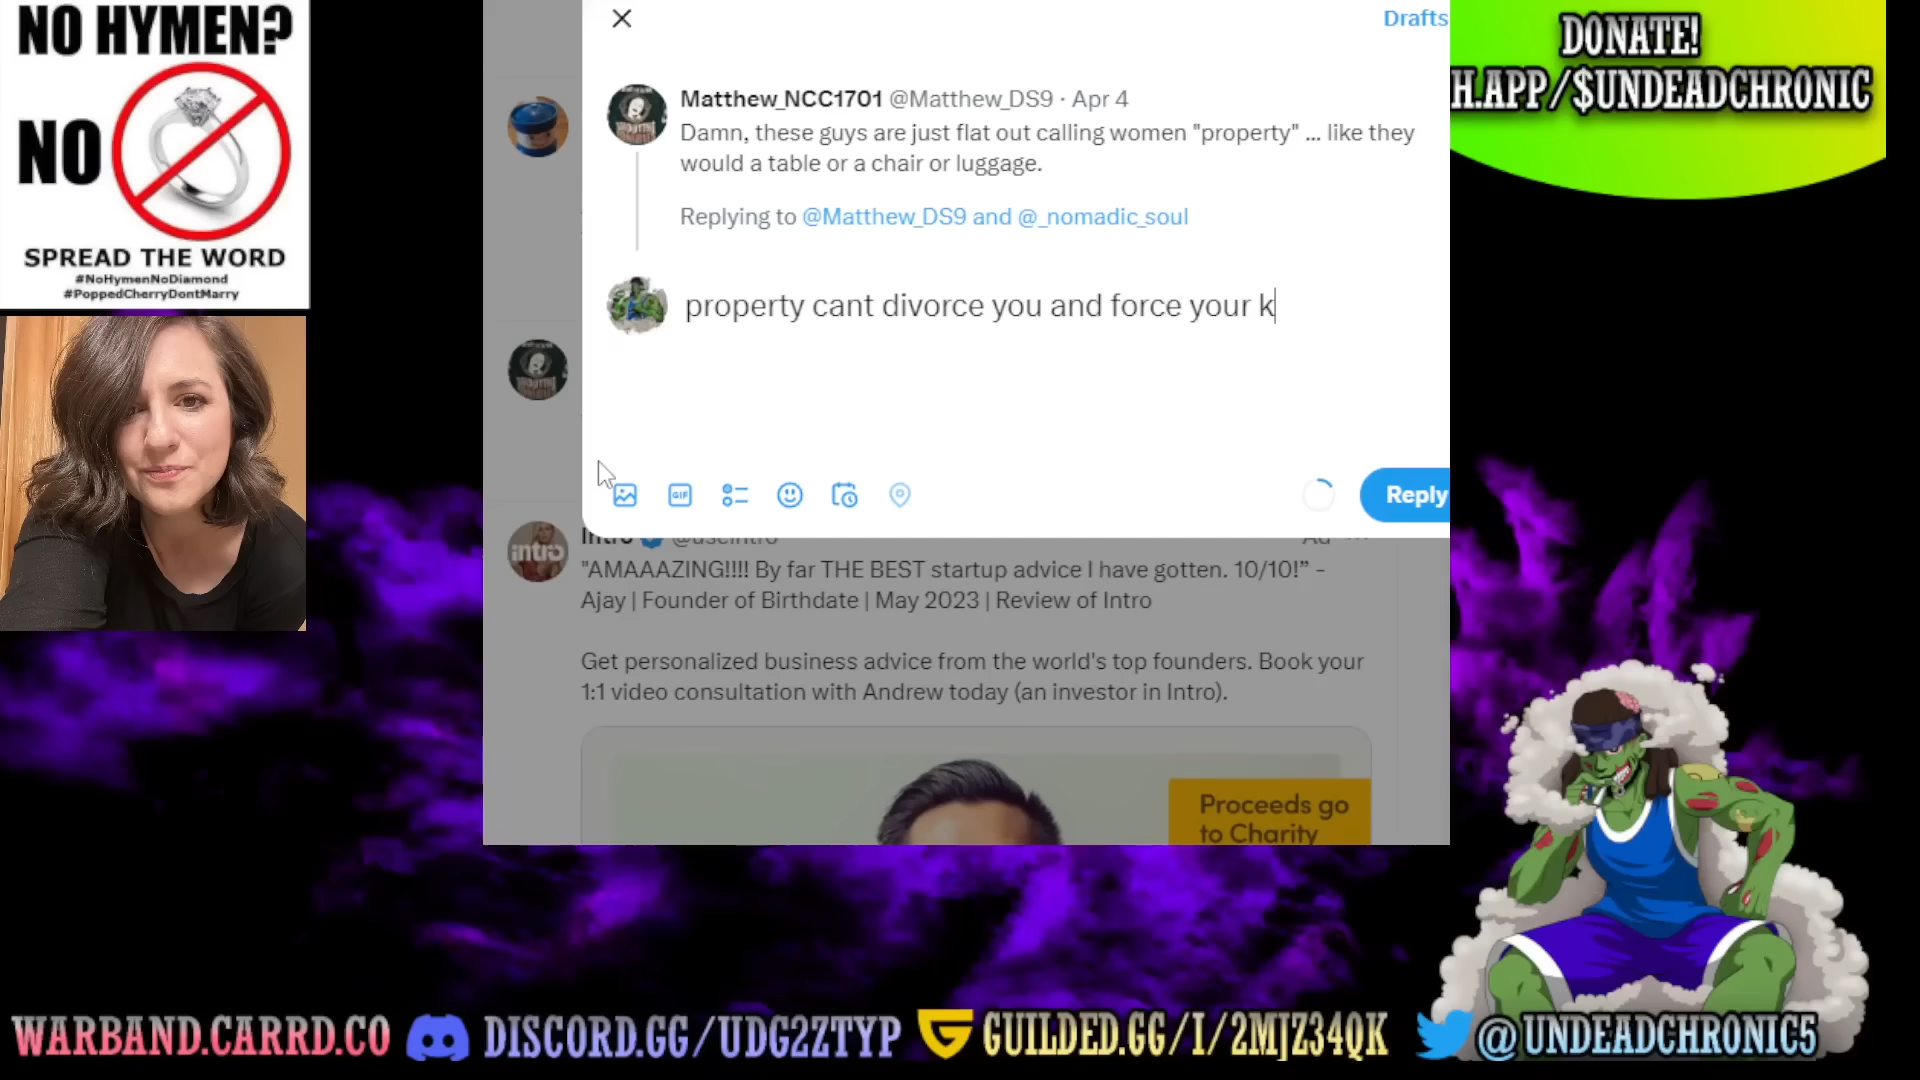 NO HYMEN?
NO
SPREAD THE WORD
#NoHymenNoDiamond
#PoppedCherryDontMarry
Drafts
Matthew_NCC1701 @Matthew_DS9 · Apr 4
Damn, these guys are just flat out calling women "property" ... like they
would a table or a chair or luggage.
Replying to @Matthew_DS9 and @_nomadic_soul
property cant divorce you and force your k
GIF
Reply
intro
Intro @useintro Ad
"AMAAAZING!!!! By far THE BEST startup advice I have gotten. 10/10!” -
Ajay | Founder of Birthdate | May 2023 | Review of Intro
Get personalized business advice from the world's top founders. Book your
1:1 video consultation with Andrew today (an investor in Intro).
Proceeds go
to Charity
DONATE!
H.APP/$UNDEADCHRONIC
WARBAND.CARRD.CO
DISCORD.GG/UDG2ZTYP
GUILDED.GG/I/2MJZ34QK
@UNDEADCHRONIC5